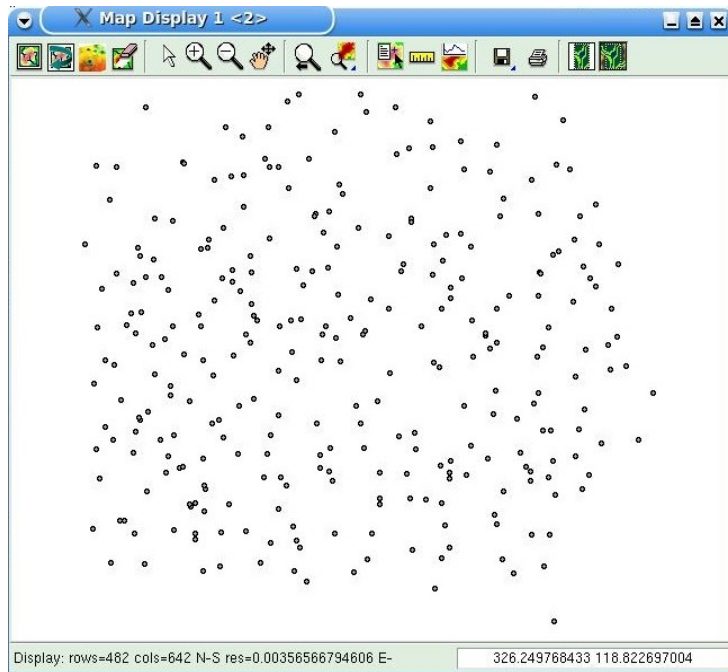 Map Display 1 <2>
Display: rows=482 cols=642 N-S res=0.00356566794606 E-
326.249768433 118.822697004